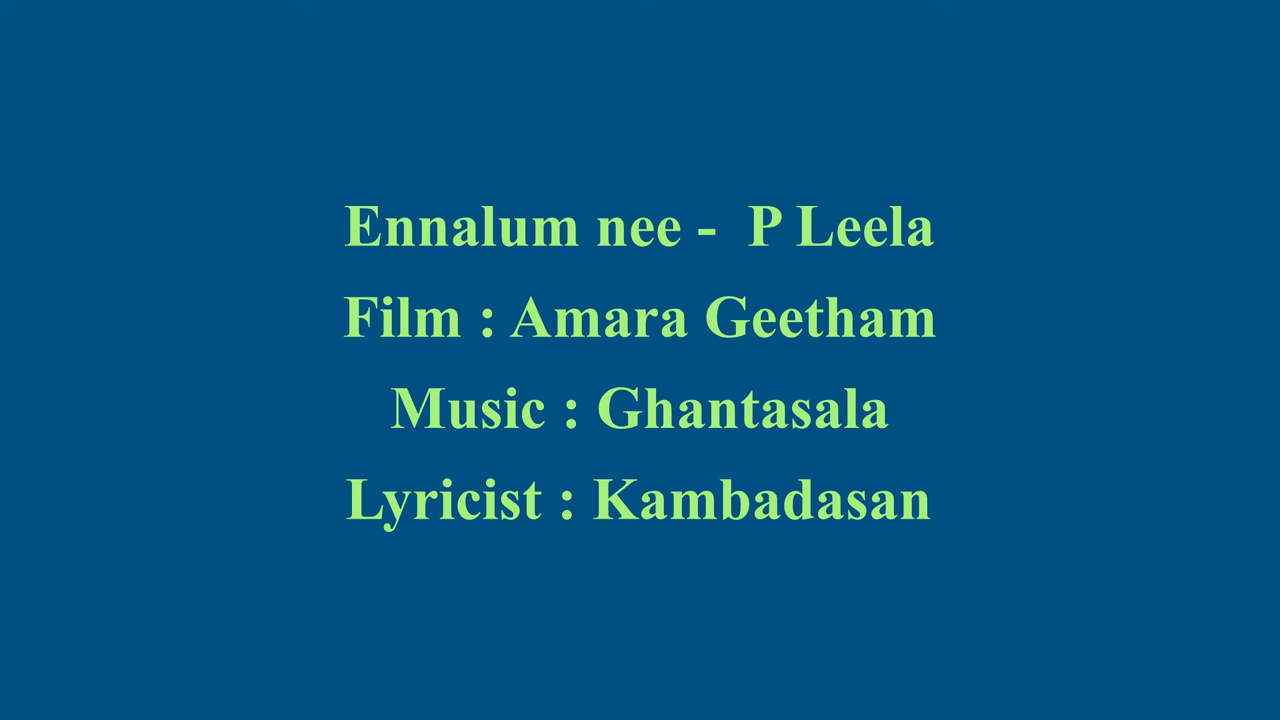 Ennalum nee -  P Leela
Film : Amara Geetham
Music : Ghantasala
Lyricist : Kambadasan